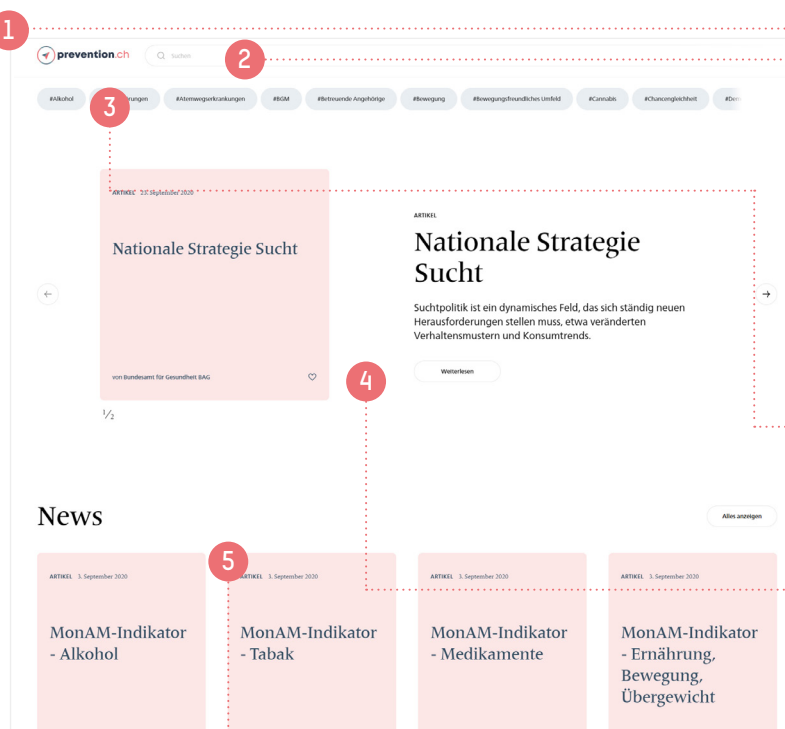 1
prevention.ch
Suchen
2
#Alkohol
rungen
#Atemwegserkrankungen
#BGM
#Betreuende Angehörige
#Bewegung
#Bewegungsfreundliches Umfeld
#Cannabis
#Chancengleichheit
#Dem
3
ARTIKEL 23. September 2020
Nationale Strategie Sucht
von Bundesamt für Gesundheit BAG
1/2
ARTIKEL
Nationale Strategie
Sucht
Suchtpolitik ist ein dynamisches Feld, das sich ständig neuen
Herausforderungen stellen muss, etwa veränderten
Verhaltensmustern und Konsumtrends.
Weiterlesen
4
News
Alles anzeigen
5
ARTIKEL 3. September 2020
MonAM-Indikator
- Alkohol
ARTIKEL 3. September 2020
MonAM-Indikator
- Tabak
ARTIKEL 3. September 2020
MonAM-Indikator
- Medikamente
ARTIKEL 3. September 2020
MonAM-Indikator
- Ernährung,
Bewegung,
Übergewicht